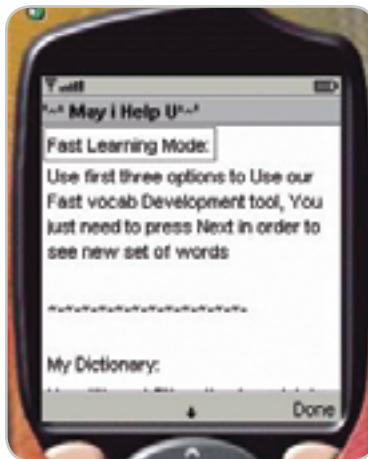 *~* May i Help U*~*
Fast Learning Mode:
Use first three options to Use our
Fast vocab Development tool, You
just need to press Next in order to
see new set of words
*~*~*~*~*~*~*~*~*~*~*~
My Dictionary:
Done